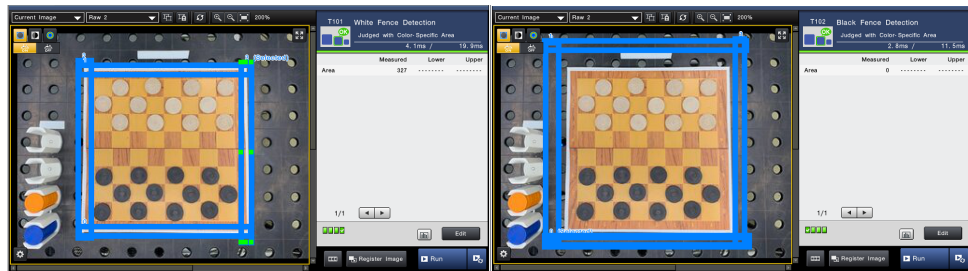 Current Image
Raw 2
200%
T101 White Fence Detection
OK
Judged with Color-Specific Area
4.1ms / 19.9ms
Measured Lower Upper
Area 327 -------- --------
(Selected)
1/1
Edit
Register Image
Run
Current Image
Raw 2
200%
T102 Black Fence Detection
OK
Judged with Color-Specific Area
2.8ms / 11.5ms
Measured Lower Upper
Area 0 -------- --------
1/1
Edit
Register Image
Run